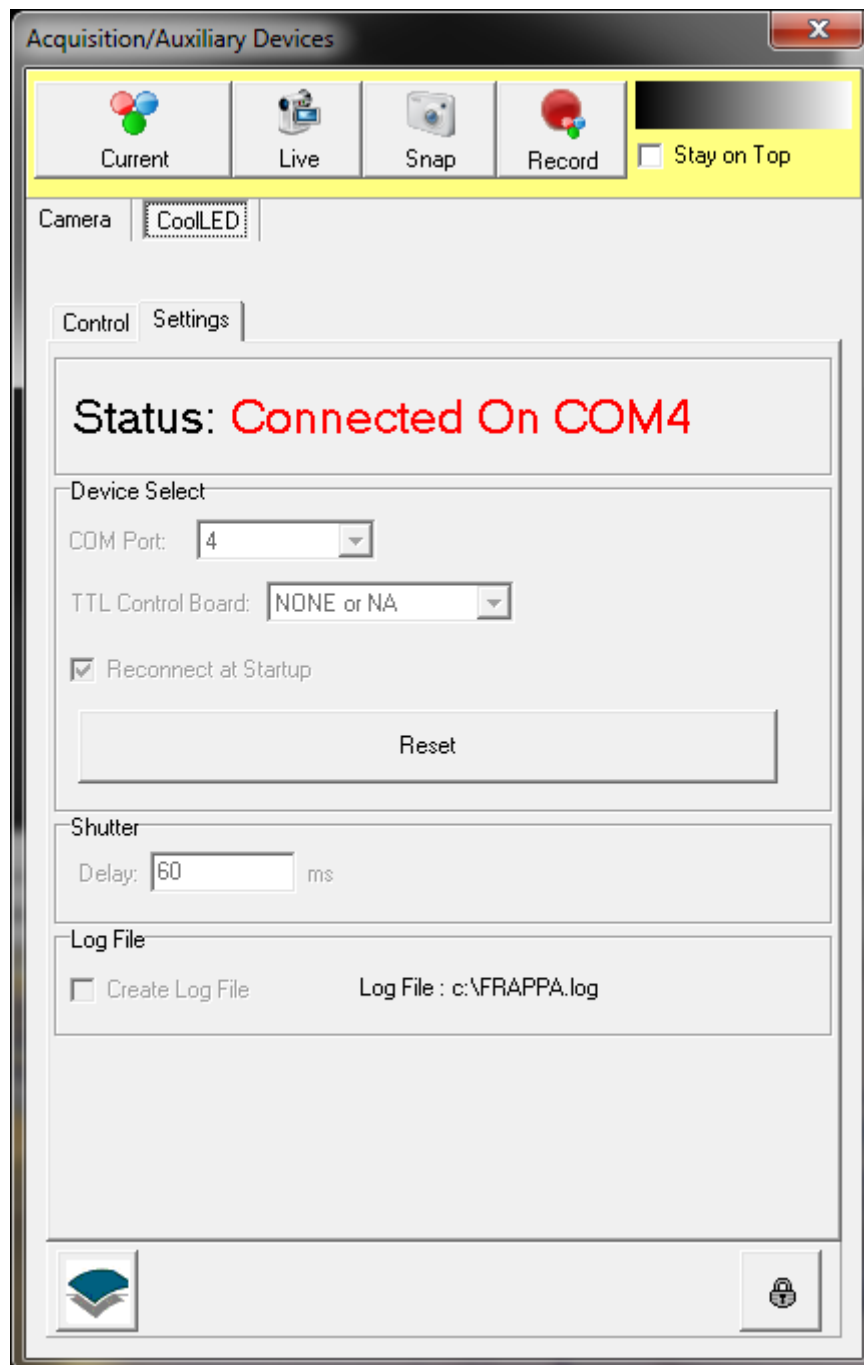 Acquisition/Auxiliary Devices
Current Live Snap Record Stay on Top
Camera CoolLED
Control Settings
Status: Connected On COM4
Device Select
COM Port: 4
TTL Control Board: NONE or NA
Reconnect at Startup
Reset
Shutter
Delay: 60 ms
Log File
Create Log File Log File : c:\FRAPPA.log